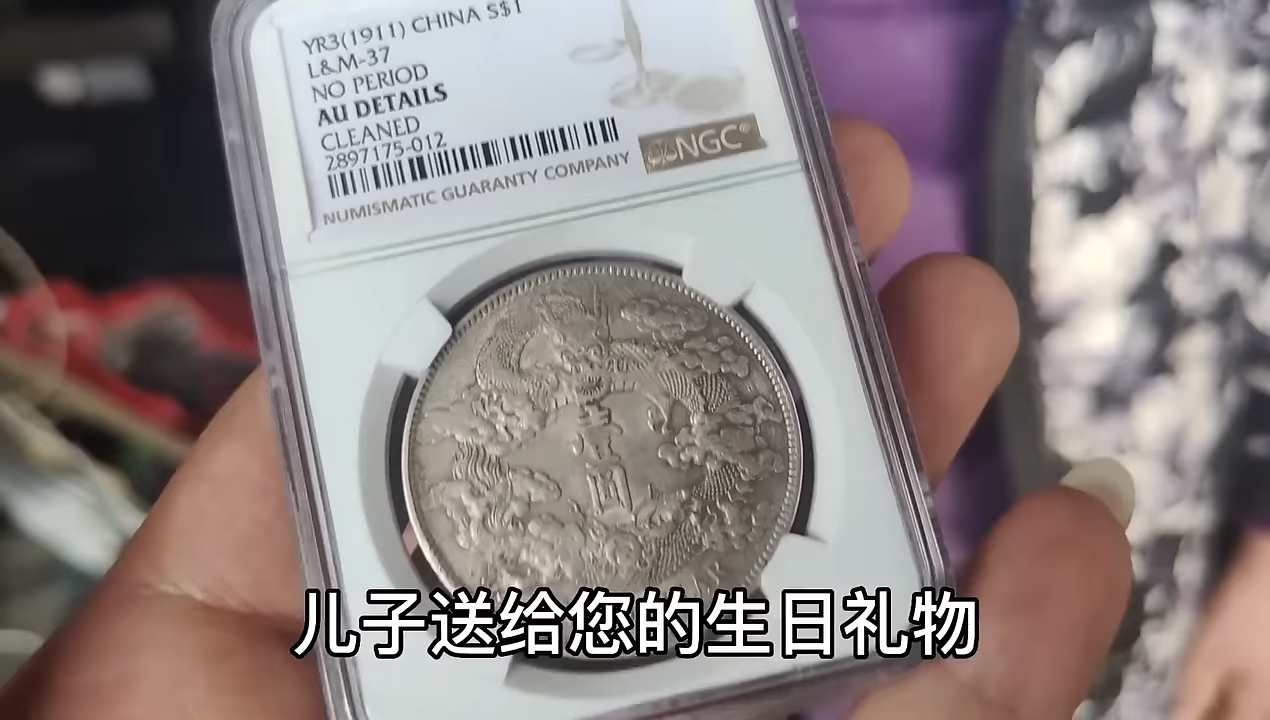 YR3(1911) CHINA S$1
L&M-37
NO PERIOD
AU DETAILS
CLEANED
2897175-012
NGC®
NUMISMATIC GUARANTY COMPANY
壹圆
儿子送给您的生日礼物